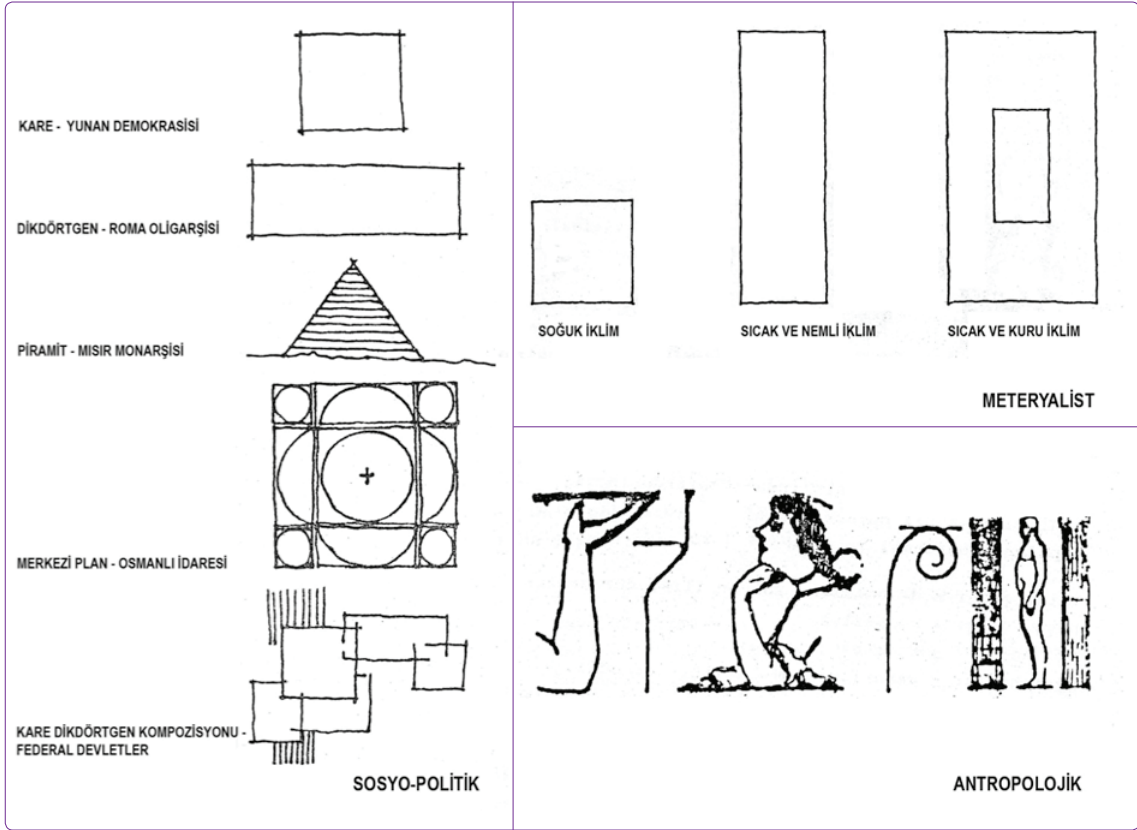 KARE - YUNAN DEMOKRASİSİ
DİKDÖRTGEN - ROMA OLİGARŞİSİ
PİRAMİT - MISIR MONARŞİSİ
MERKEZİ PLAN - OSMANLI İDARESİ
KARE DİKDÖRTGEN KOMPOZİSYONU -
FEDERAL DEVLETLER
SOSYO-POLİTİK
SOĞUK İKLİM
SICAK VE NEMLİ İKLİM
SICAK VE KURU İKLİM
METERYALİST
ANTROPOLOJİK